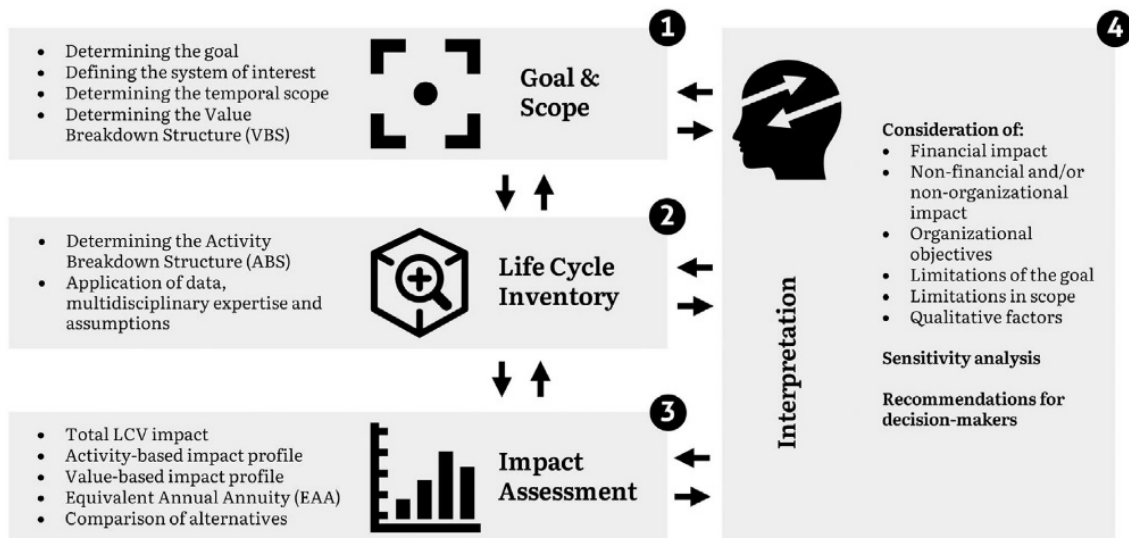 1
• Determining the goal
• Defining the system of interest
• Determining the temporal scope
• Determining the Value
Breakdown Structure (VBS)
Goal &
Scope
2
• Determining the Activity
Breakdown Structure (ABS)
• Application of data,
multidisciplinary expertise and
assumptions
Life Cycle
Inventory
3
• Total LCV impact
• Activity-based impact profile
• Value-based impact profile
• Equivalent Annual Annuity (EAA)
• Comparison of alternatives
Impact
Assessment
4
Interpretation
Consideration of:
• Financial impact
• Non-financial and/or
non-organizational
impact
• Organizational
objectives
• Limitations of the goal
• Limitations in scope
• Qualitative factors
Sensitivity analysis
Recommendations for
decision-makers